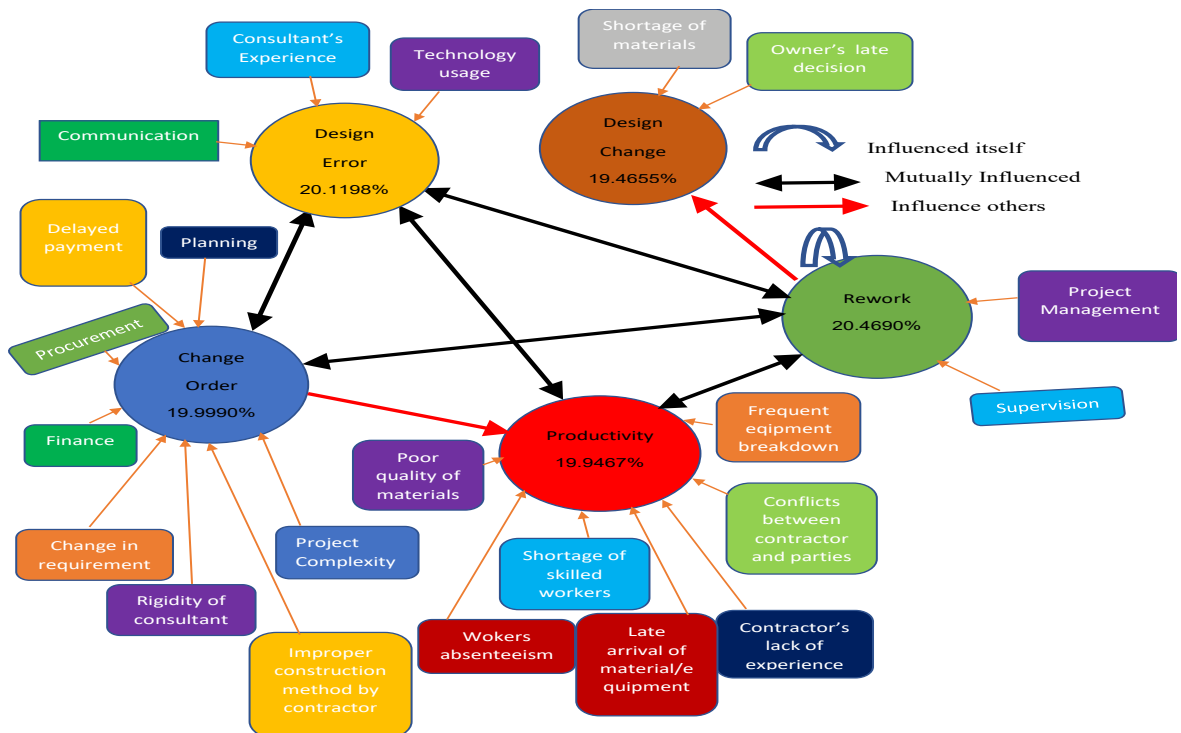 Shortage of
materials
Consultant's
Experience
Technology
usage
Owner's late
decision
Communication
Design
Error
20.1198%
Design
Change
19.4655%
Influenced itself
Mutually Influenced
Influence others
Delayed
payment
Planning
Procurement
Change
Order
19.9990%
Rework
20.4690%
Project
Management
Supervision
Finance
Productivity
19.9467%
Frequent
eqipment
breakdown
Poor
quality of
materials
Conflicts
between
contractor
and parties
Change in
requirement
Project
Complexity
Shortage of
skilled
workers
Rigidity of
consultant
Wokers
absenteeism
Late
arrival of
material/e
quipment
Contractor's
lack of
experience
Improper
construction
method by
contractor